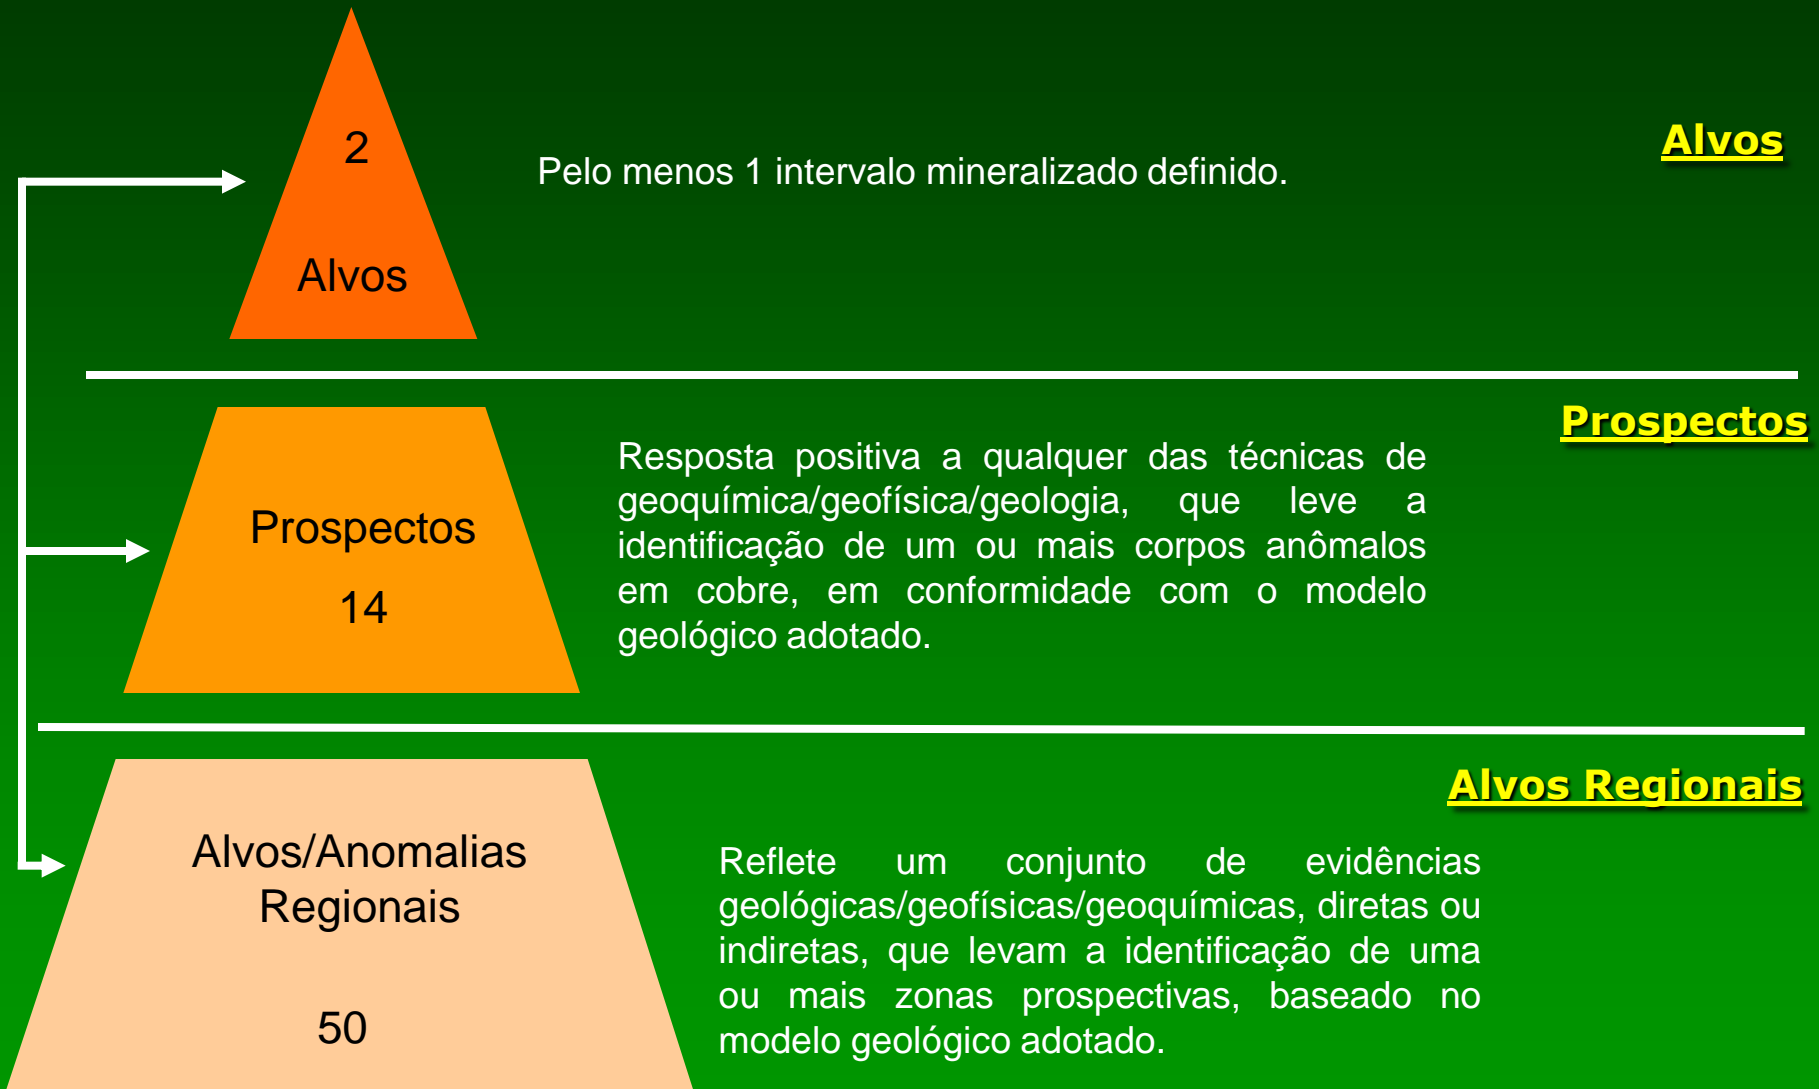 2
Alvos
Pelo menos 1 intervalo mineralizado definido.
Alvos
Prospectos
14
Resposta positiva a qualquer das técnicas de
geoquímica/geofísica/geologia, que leve a
identificação de um ou mais corpos anômalos
em cobre, em conformidade com o modelo
geológico adotado.
Prospectos
Alvos/Anomalias
Regionais
50
Reflete um conjunto de evidências
geológicas/geofísicas/geoquímicas, diretas ou
indiretas, que levam a identificação de uma
ou mais zonas prospectivas, baseado no
modelo geológico adotado.
Alvos Regionais